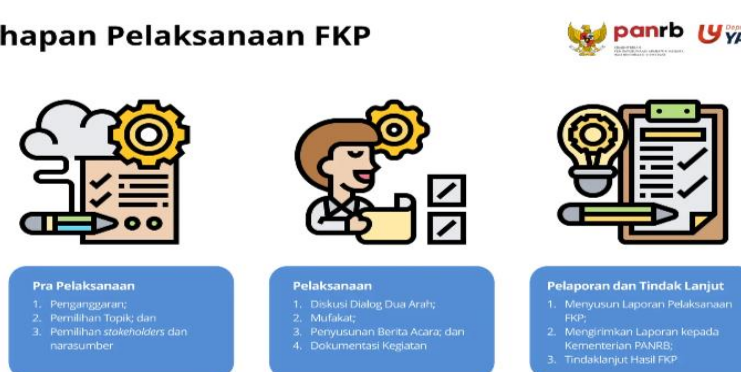 hapan Pelaksanaan FKP
panrb
Pra Pelaksanaan
1. Penganggaran;
2. Pemilihan Topik; dan
3. Pemilihan stakeholders dan
narasumber
Pelaksanaan
1. Diskusi Dialog Dua Arah;
2. Mufakat;
3. Penyusunan Berita Acara; dan
4. Dokumentasi Kegiatan
Pelaporan dan Tindak Lanjut
1. Menyusun Laporan Pelaksanaan
FKP;
2. Mengirimkan Laporan kepada
Kementerian PANRB;
3. Tindaklanjut Hasil FKP